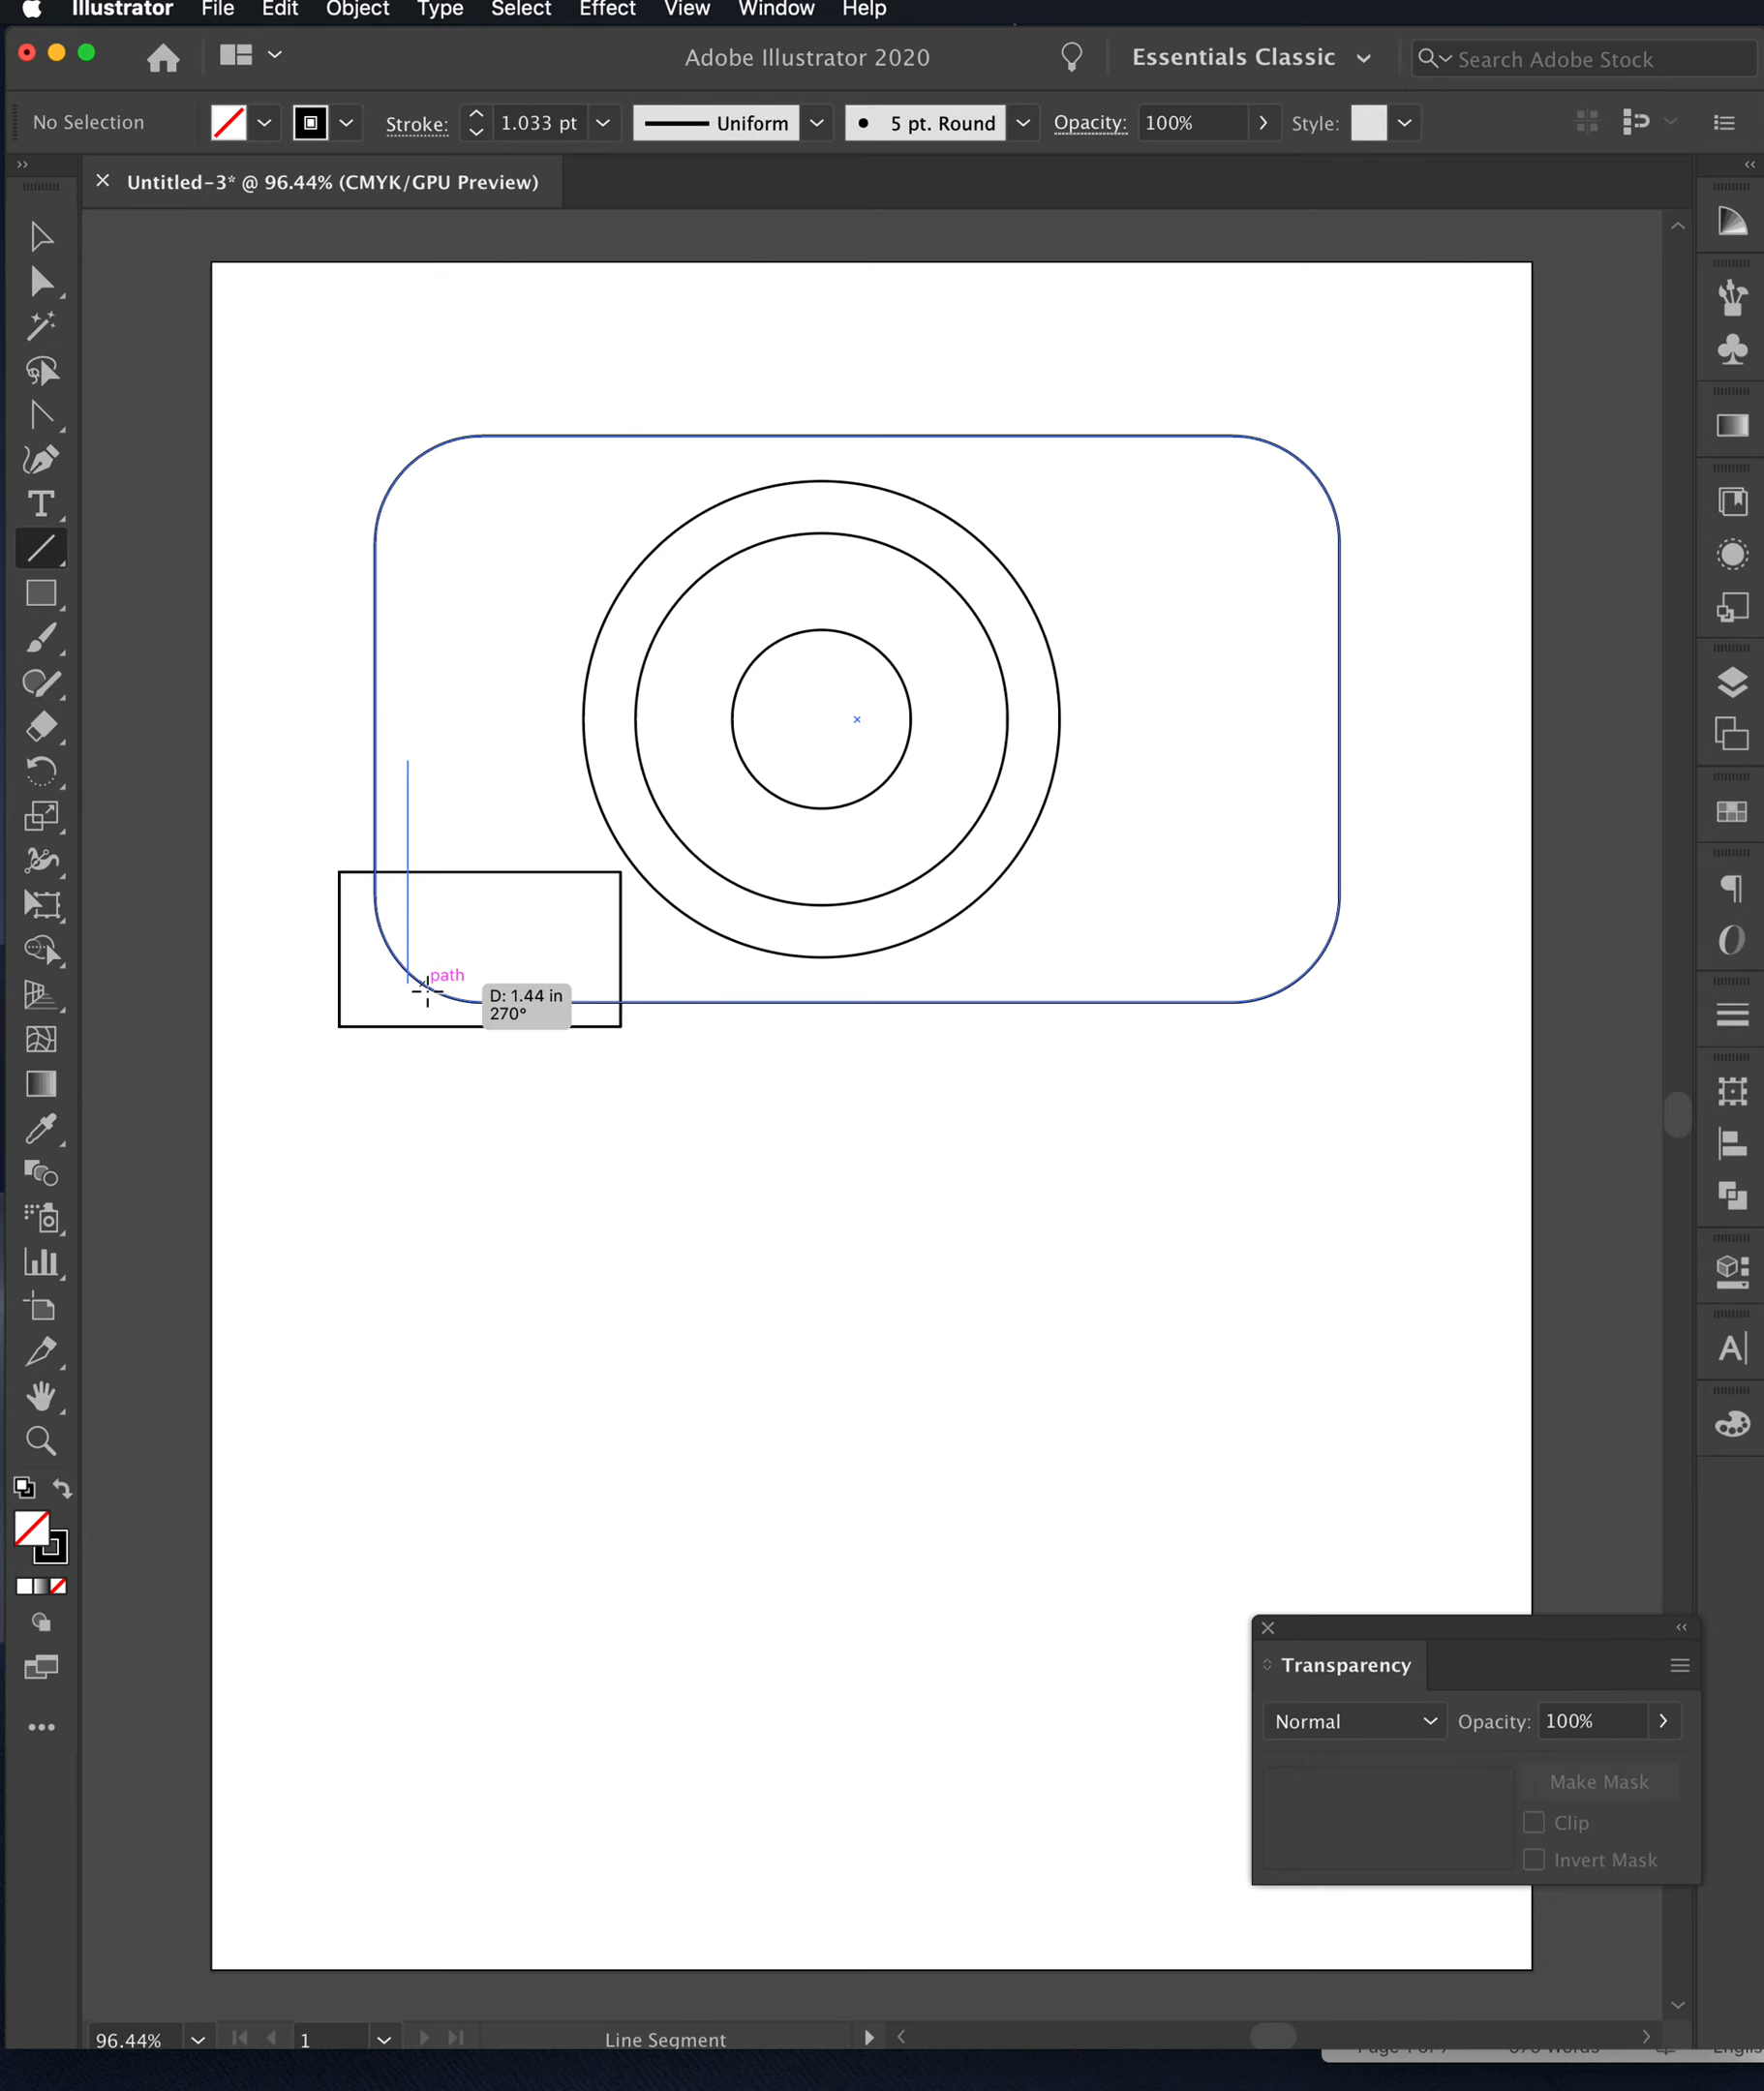 Illustrator File Edit Object Type Select Effect View Window Help
Adobe Illustrator 2020
Essentials Classic
Search Adobe Stock
No Selection
Stroke: 1.033 pt
Uniform
5 pt. Round
Opacity: 100%
Style:
× Untitled-3* @ 96.44% (CMYK/GPU Preview)
path
D: 1.44 in
270°
Transparency
Normal
Opacity: 100%
Make Mask
Clip
Invert Mask
96.44%
1
Line Segment